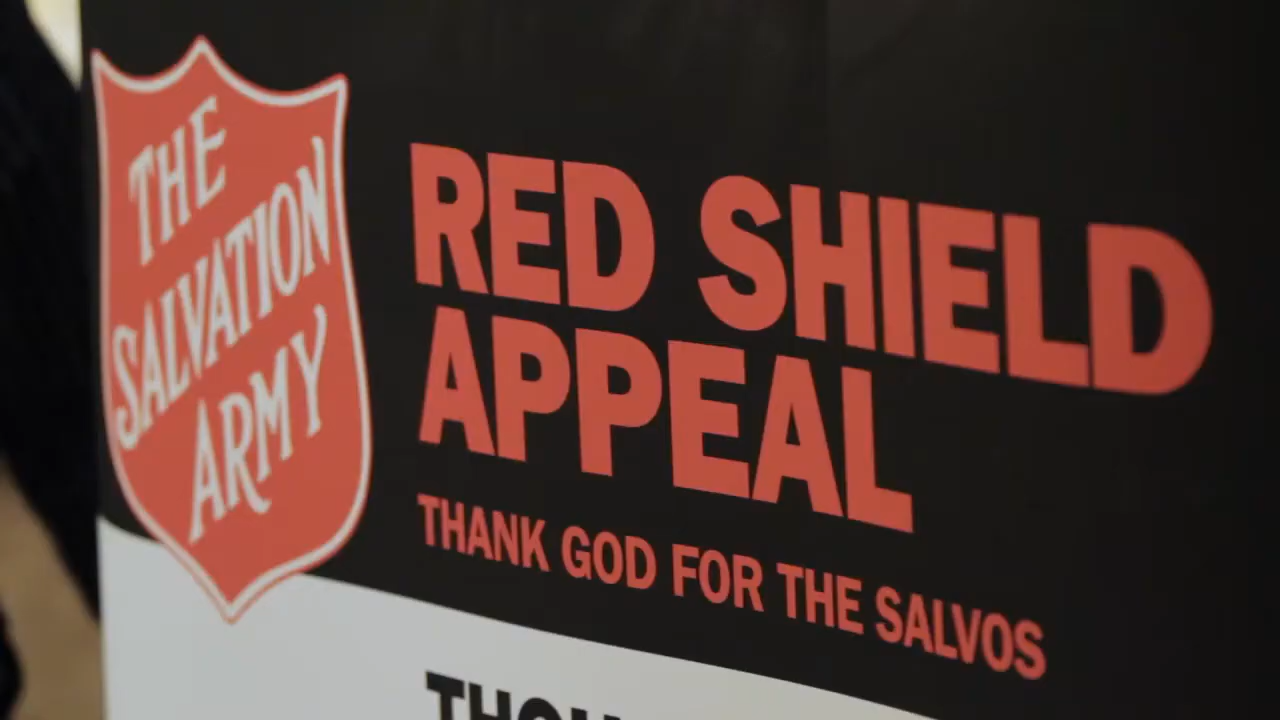 THE
SALVATION
ARMY
RED SHIELD
APPEAL
THANK GOD FOR THE SALVOS